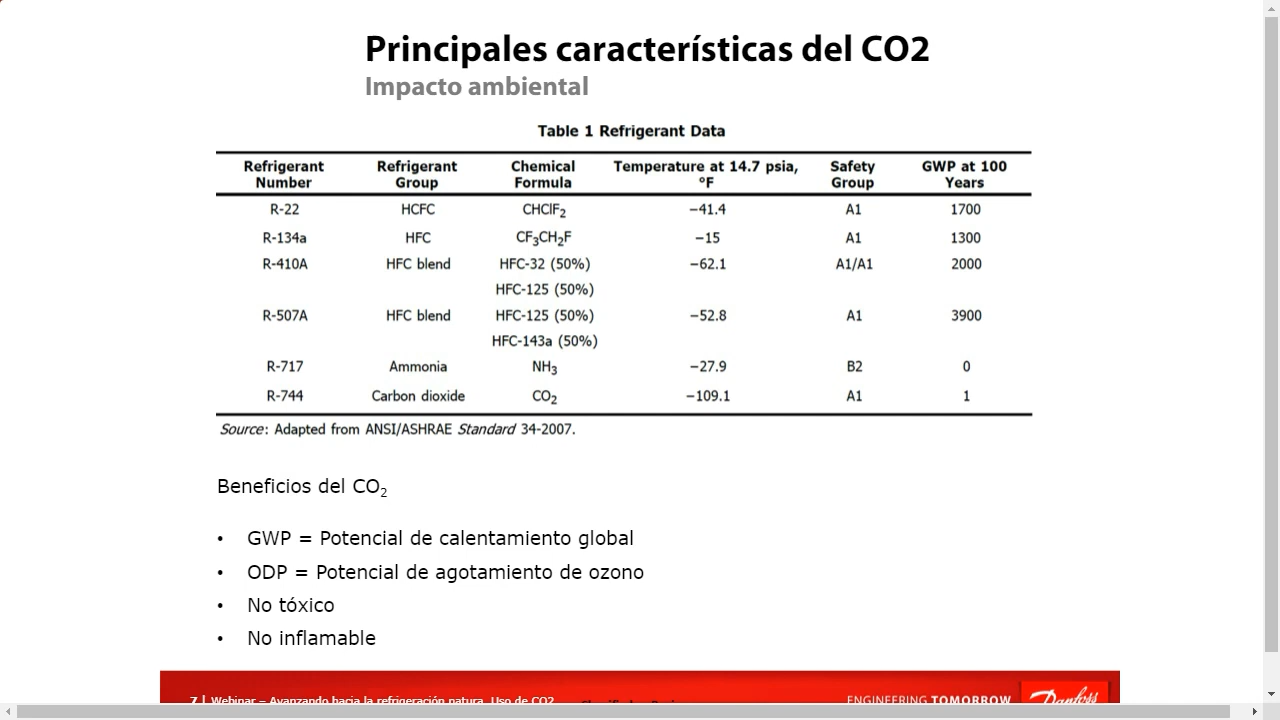 Principales características del CO2
Impacto ambiental
Table 1 Refrigerant Data
Refrigerant Number Refrigerant Group Chemical Formula Temperature at 14.7 psia, °F Safety Group GWP at 100 Years
R-22 HCFC CHClF2 −41.4 A1 1700
R-134a HFC CF3CH2F −15 A1 1300
R-410A HFC blend HFC-32 (50%) −62.1 A1/A1 2000
HFC-125 (50%)
R-507A HFC blend HFC-125 (50%) −52.8 A1 3900
HFC-143a (50%)
R-717 Ammonia NH3 −27.9 B2 0
R-744 Carbon dioxide CO2 −109.1 A1 1
Source: Adapted from ANSI/ASHRAE Standard 34-2007.
Beneficios del CO2
• GWP = Potencial de calentamiento global
• ODP = Potencial de agotamiento de ozono
• No tóxico
• No inflamable
7 | Webinar – Avanzando hacia la refrigeración natura. Uso de CO2 ENGINEERING TOMORROW Danfoss